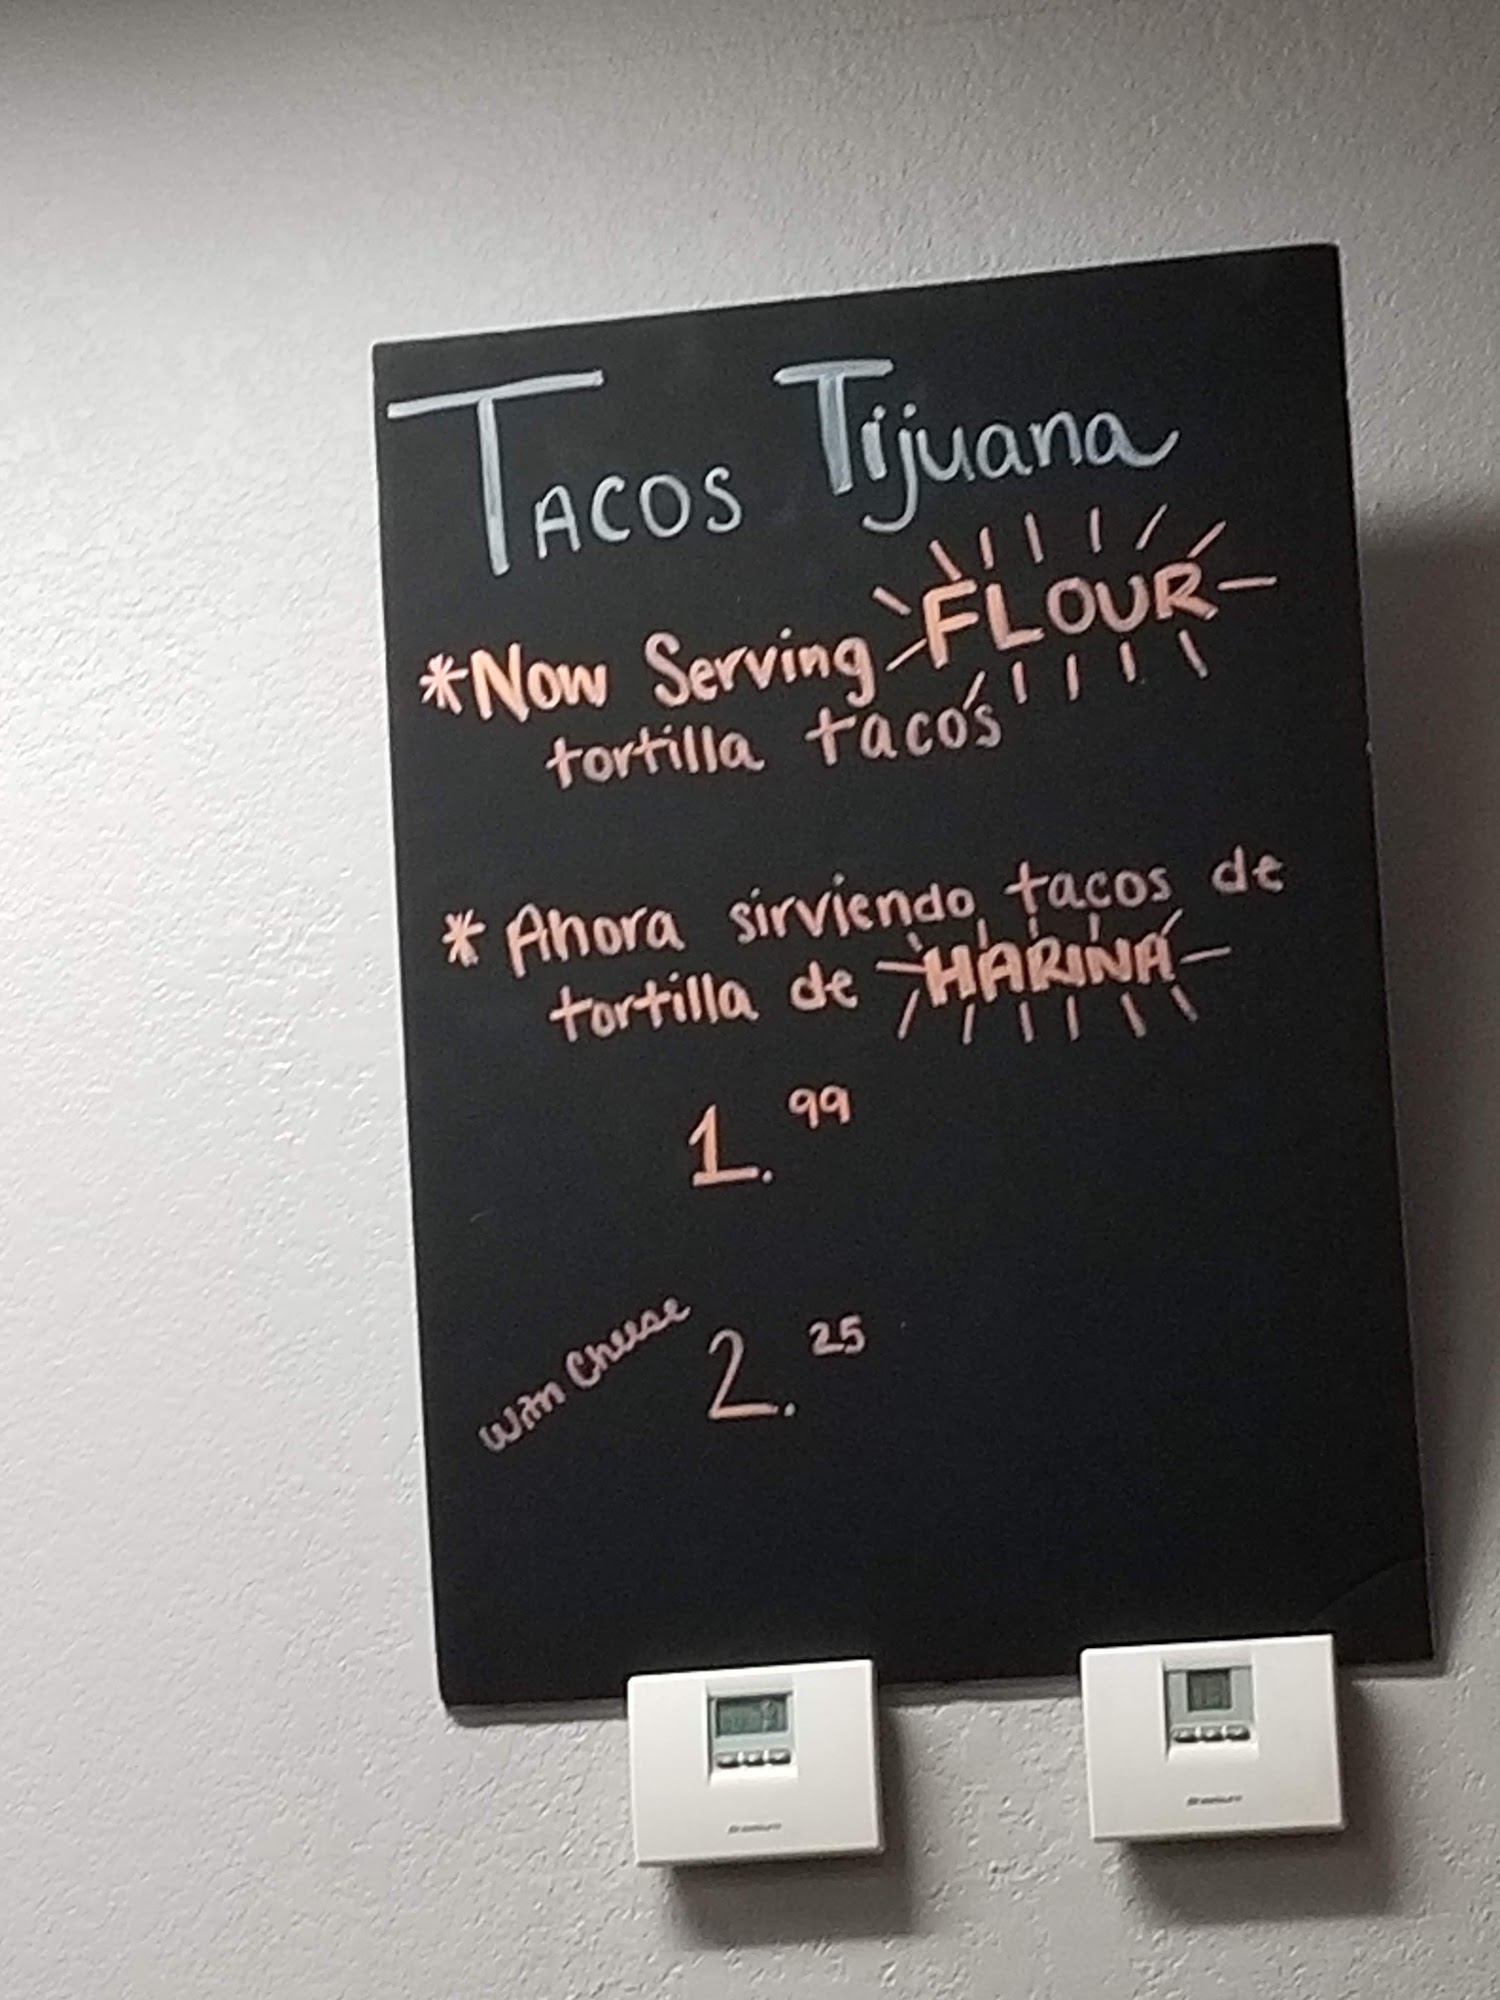 TACOS Tijuana
*Now Serving FLOUR
tortilla tacos
* Ahora sirviendo tacos de
tortilla de HARINA
1.99
With Cheese 2.25